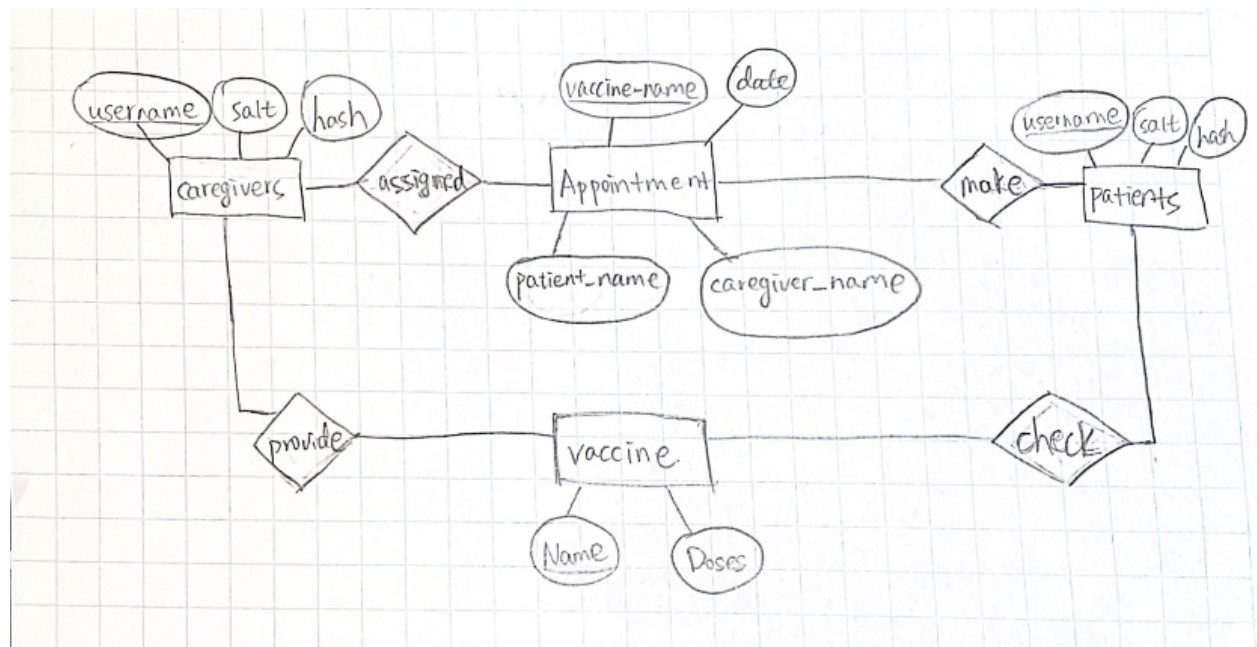 username
salt
hash
caregivers
assigned
vaccine-name
date
Appointment
patient_name
caregiver_name
make
username
salt
hash
patients
provide
vaccine
Name
Doses
check